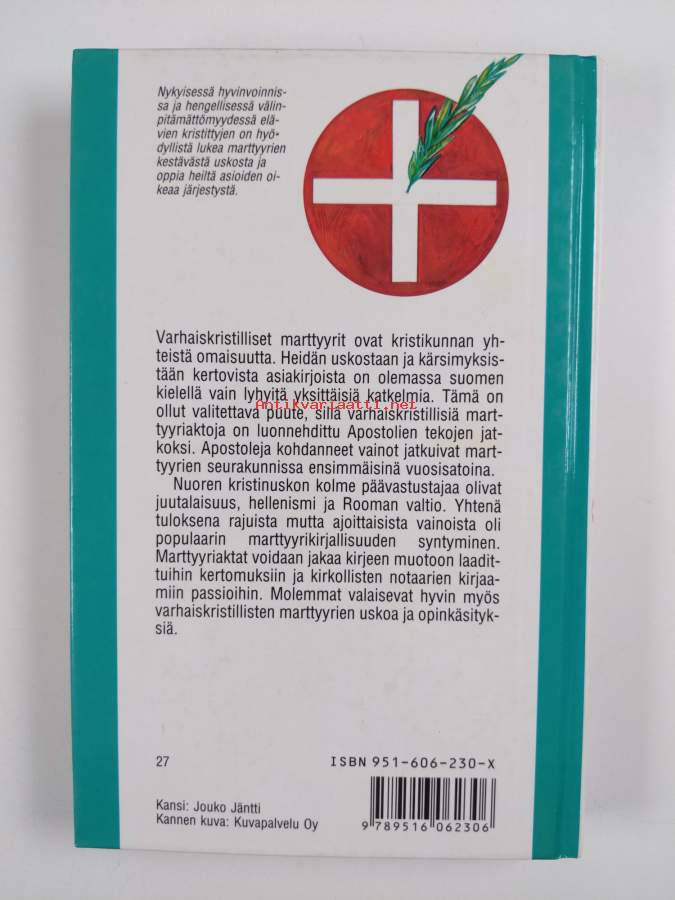 Nykyisessä hyvinvoinnis-
sa ja hengellisessä välin-
pitämättömyydessä elä-
vien kristittyjen on hyö-
dyllistä lukea marttyyrien
kestävästä uskosta ja
oppia heiltä asioiden oi-
keaa järjestystä.
Varhaiskristilliset marttyyrit ovat kristikunnan yh-
teistä omaisuutta. Heidän uskostaan ja kärsimyksis-
tään kertovista asiakirjoista on olemassa suomen
kielellä vain lyhyitä yksittäisiä katkelmia. Tämä on
Antikvariaatti.net
ollut valitettava puute, sillä varhaiskristillisiä mart-
tyyriaktoja on luonnehdittu Apostolien tekojen jat-
koksi. Apostoleja kohdanneet vainot jatkuivat mart-
tyyrien seurakunnissa ensimmäisinä vuosisatoina.
Nuoren kristinuskon kolme päävastustajaa olivat
juutalaisuus, hellenismi ja Rooman valtio. Yhtenä
tuloksena rajuista mutta ajoittaisista vainoista oli
populaarin marttyyrikirjallisuuden syntyminen.
Marttyyriaktat voidaan jakaa kirjeen muotoon laadit-
tuihin kertomuksiin ja kirkollisten notaarien kirjaa-
miin passioihin. Molemmat valaisevat hyvin myös
varhaiskristillisten marttyyrien uskoa ja opinkäsityk-
siä.
27
ISBN 951-606-230-X
Kansi: Jouko Jäntti
Kannen kuva: Kuvapalvelu Oy
9 789516 062306